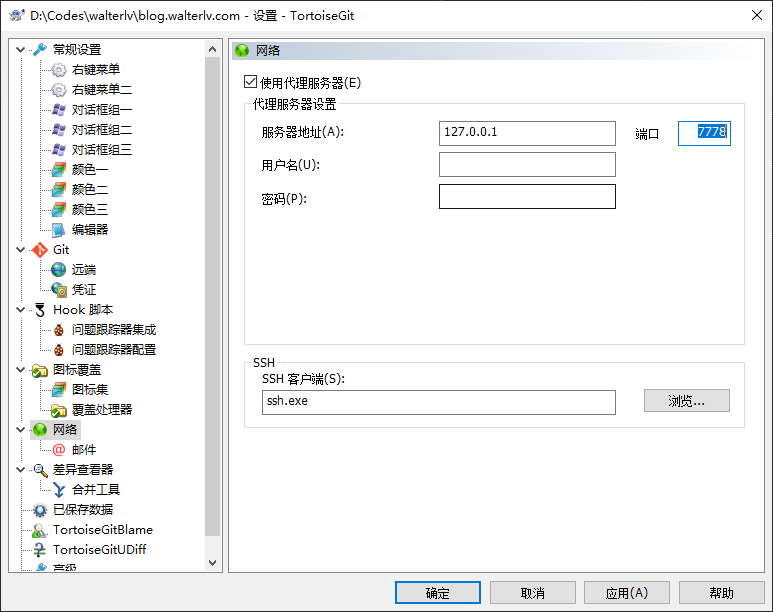 D:\Codes\walterlv\blog.walterlv.com - 设置 - TortoiseGit
常规设置
右键菜单
右键菜单二
对话框组一
对话框组二
对话框组三
颜色一
颜色二
颜色三
编辑器
Git
远端
凭证
Hook 脚本
问题跟踪器集成
问题跟踪器配置
图标覆盖
图标集
覆盖处理器
网络
邮件
差异查看器
合并工具
已保存数据
TortoiseGitBlame
TortoiseGitUDiff
高级
网络
使用代理服务器(E)
代理服务器设置
服务器地址(A): 127.0.0.1 端口 7778
用户名(U):
密码(P):
SSH
SSH 客户端(S):
ssh.exe 浏览...
确定 取消 应用(A) 帮助